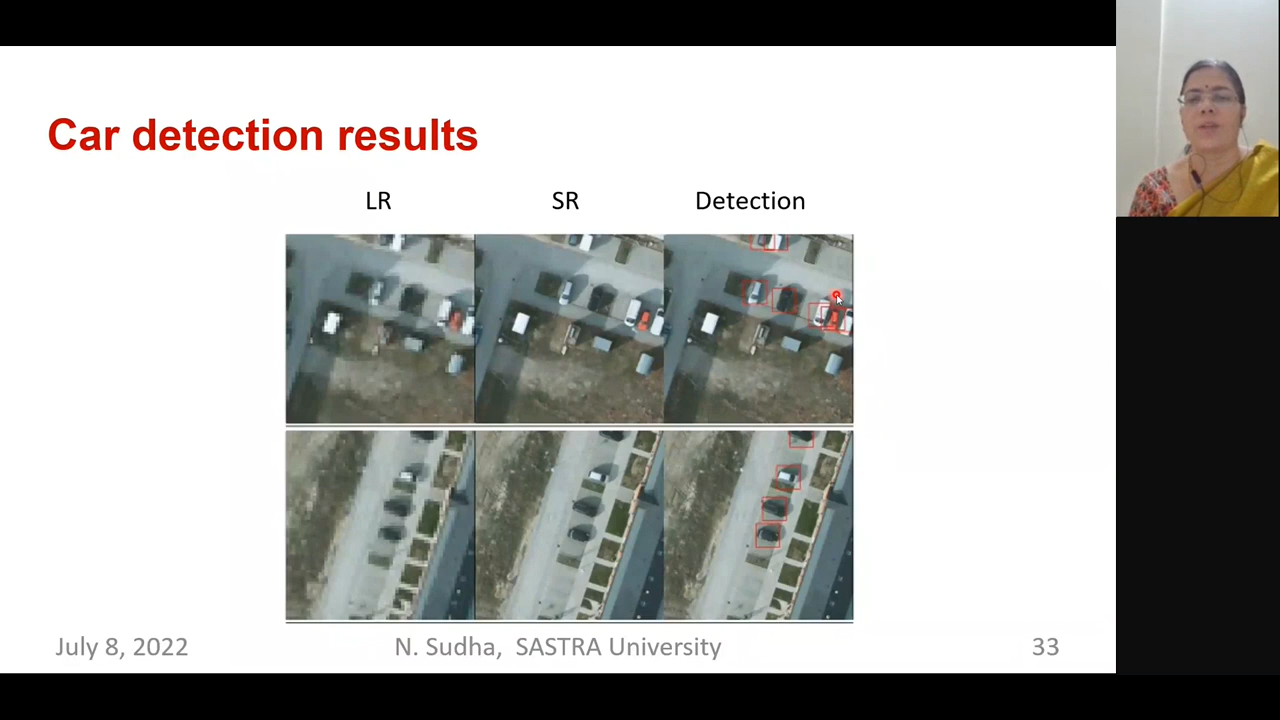 Car detection results
LR SR Detection
July 8, 2022 N. Sudha, SASTRA University 33